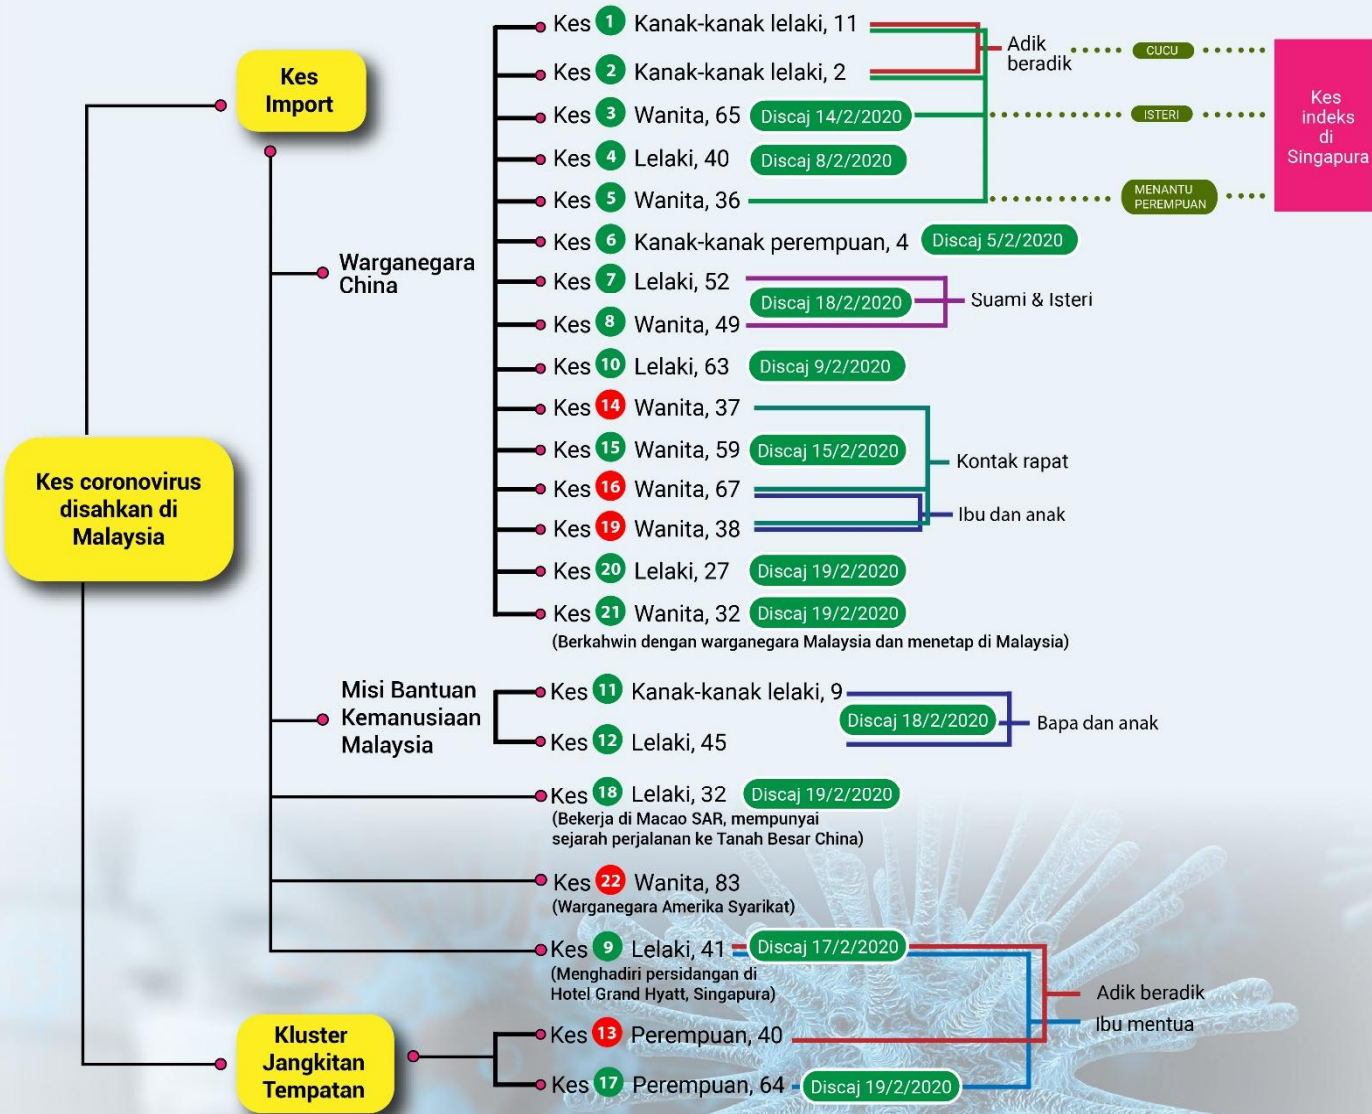 Kes coronovirus
disahkan di
Malaysia
Kes
Import
Warganegara
China
Kes 1 Kanak-kanak lelaki, 11
Kes 2 Kanak-kanak lelaki, 2
Adik
beradik
CUCU
Kes 3 Wanita, 65 Discaj 14/2/2020
ISTERI
Kes 4 Lelaki, 40 Discaj 8/2/2020
Kes 5 Wanita, 36
MENANTU
PEREMPUAN
Kes
indeks
di
Singapura
Kes 6 Kanak-kanak perempuan, 4 Discaj 5/2/2020
Kes 7 Lelaki, 52
Discaj 18/2/2020 Suami & Isteri
Kes 8 Wanita, 49
Kes 10 Lelaki, 63 Discaj 9/2/2020
Kes 14 Wanita, 37
Kes 15 Wanita, 59 Discaj 15/2/2020
Kontak rapat
Kes 16 Wanita, 67
Ibu dan anak
Kes 19 Wanita, 38
Kes 20 Lelaki, 27 Discaj 19/2/2020
Kes 21 Wanita, 32 Discaj 19/2/2020
(Berkahwin dengan warganegara Malaysia dan menetap di Malaysia)
Misi Bantuan
Kemanusiaan
Malaysia
Kes 11 Kanak-kanak lelaki, 9
Discaj 18/2/2020 Bapa dan anak
Kes 12 Lelaki, 45
Kes 18 Lelaki, 32 Discaj 19/2/2020
(Bekerja di Macao SAR, mempunyai
sejarah perjalanan ke Tanah Besar China)
Kes 22 Wanita, 83
(Warganegara Amerika Syarikat)
Kes 9 Lelaki, 41 Discaj 17/2/2020
(Menghadiri persidangan di
Hotel Grand Hyatt, Singapura)
Adik beradik
Ibu mentua
Kluster
Jangkitan
Tempatan
Kes 13 Perempuan, 40
Kes 17 Perempuan, 64 Discaj 19/2/2020